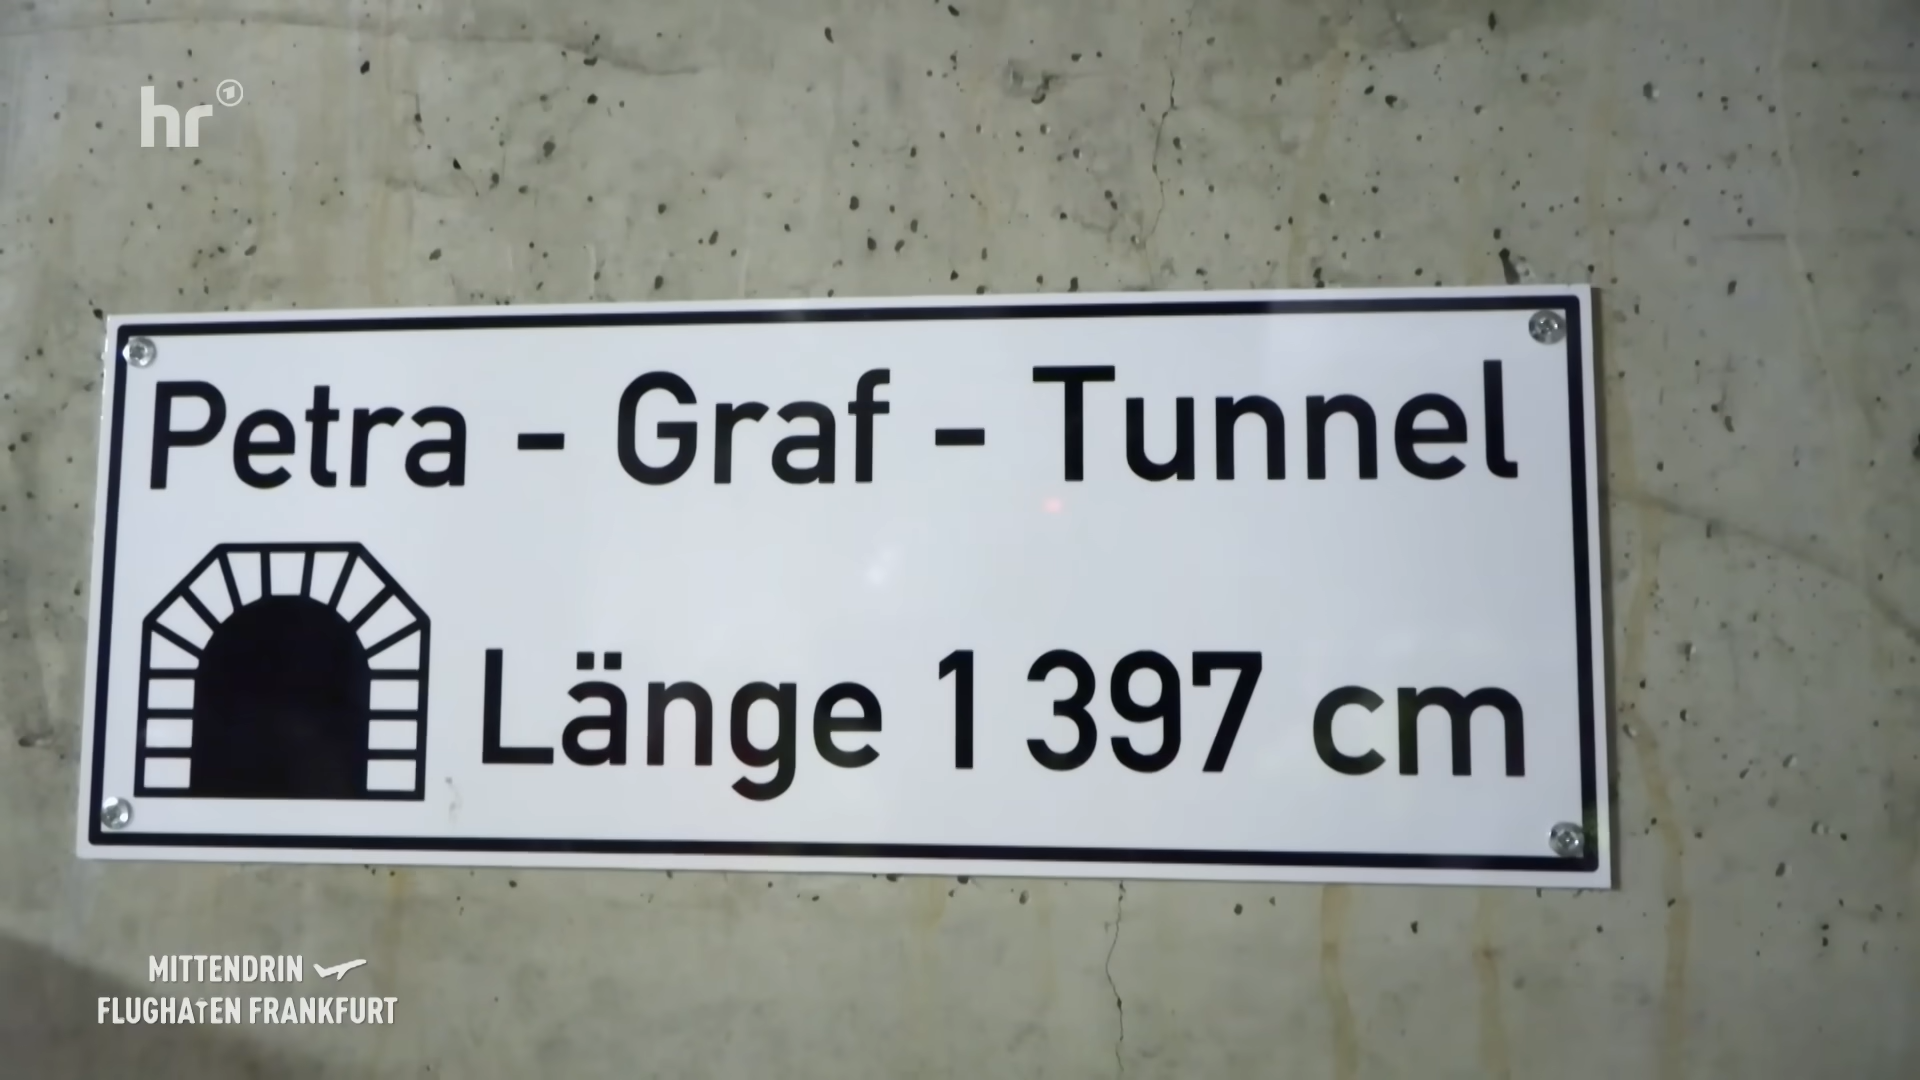 hr
Petra - Graf - Tunnel
Länge 1 397 cm
MITTENDRIN
FLUGHAFEN FRANKFURT